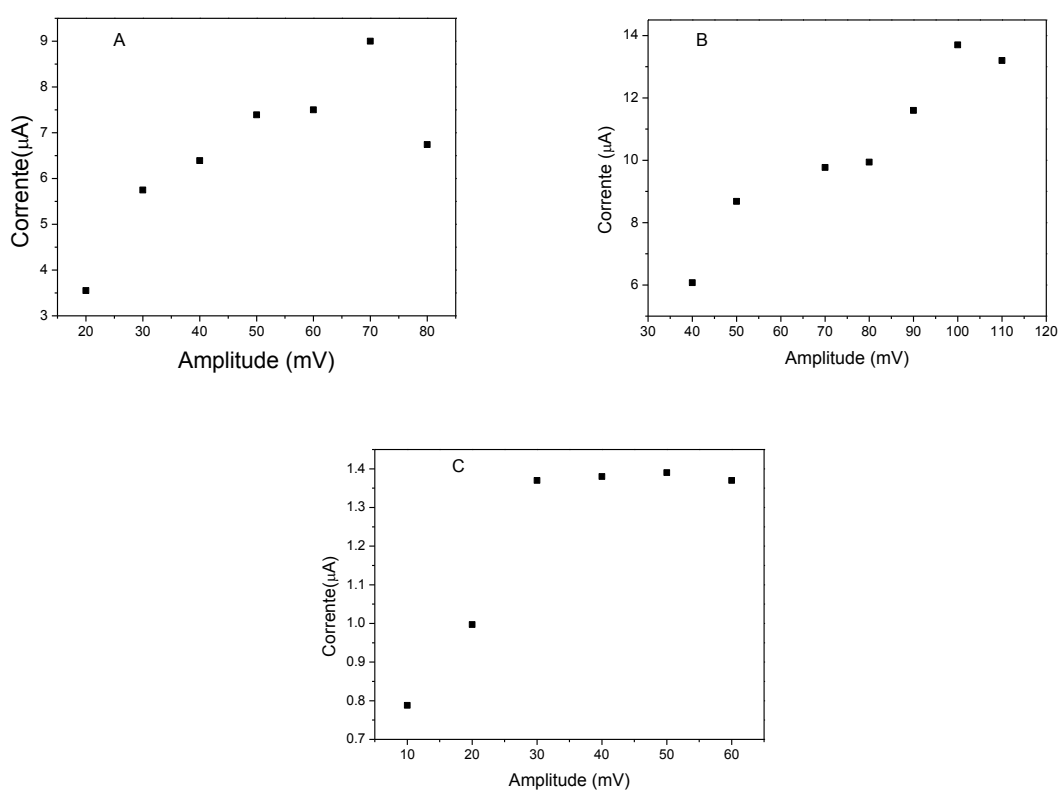 A
9
8
7
6
5
4
3
Corrente(µA)
20 30 40 50 60 70 80
Amplitude (mV)
B
14
12
10
8
6
Corrente (µA)
30 40 50 60 70 80 90 100 110 120
Amplitude (mV)
C
1.4
1.3
1.2
1.1
1.0
0.9
0.8
0.7
Corrente(µA)
10 20 30 40 50 60
Amplitude (mV)